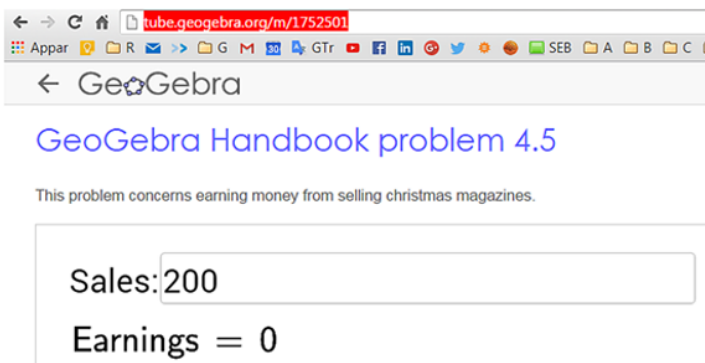 tube.geogebra.org/m/1752501
Appar R >> G M 30 GTr SEB A B C
GeoGebra
GeoGebra Handbook problem 4.5
This problem concerns earning money from selling christmas magazines.
Sales: 200
Earnings = 0